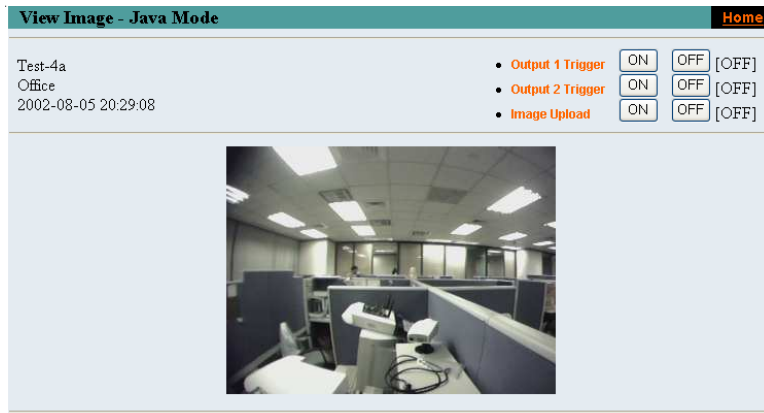 View Image - Java Mode
Home
Test-4a
Office
2002-08-05 20:29:08
Output 1 Trigger ON OFF [OFF]
Output 2 Trigger ON OFF [OFF]
Image Upload ON OFF [OFF]